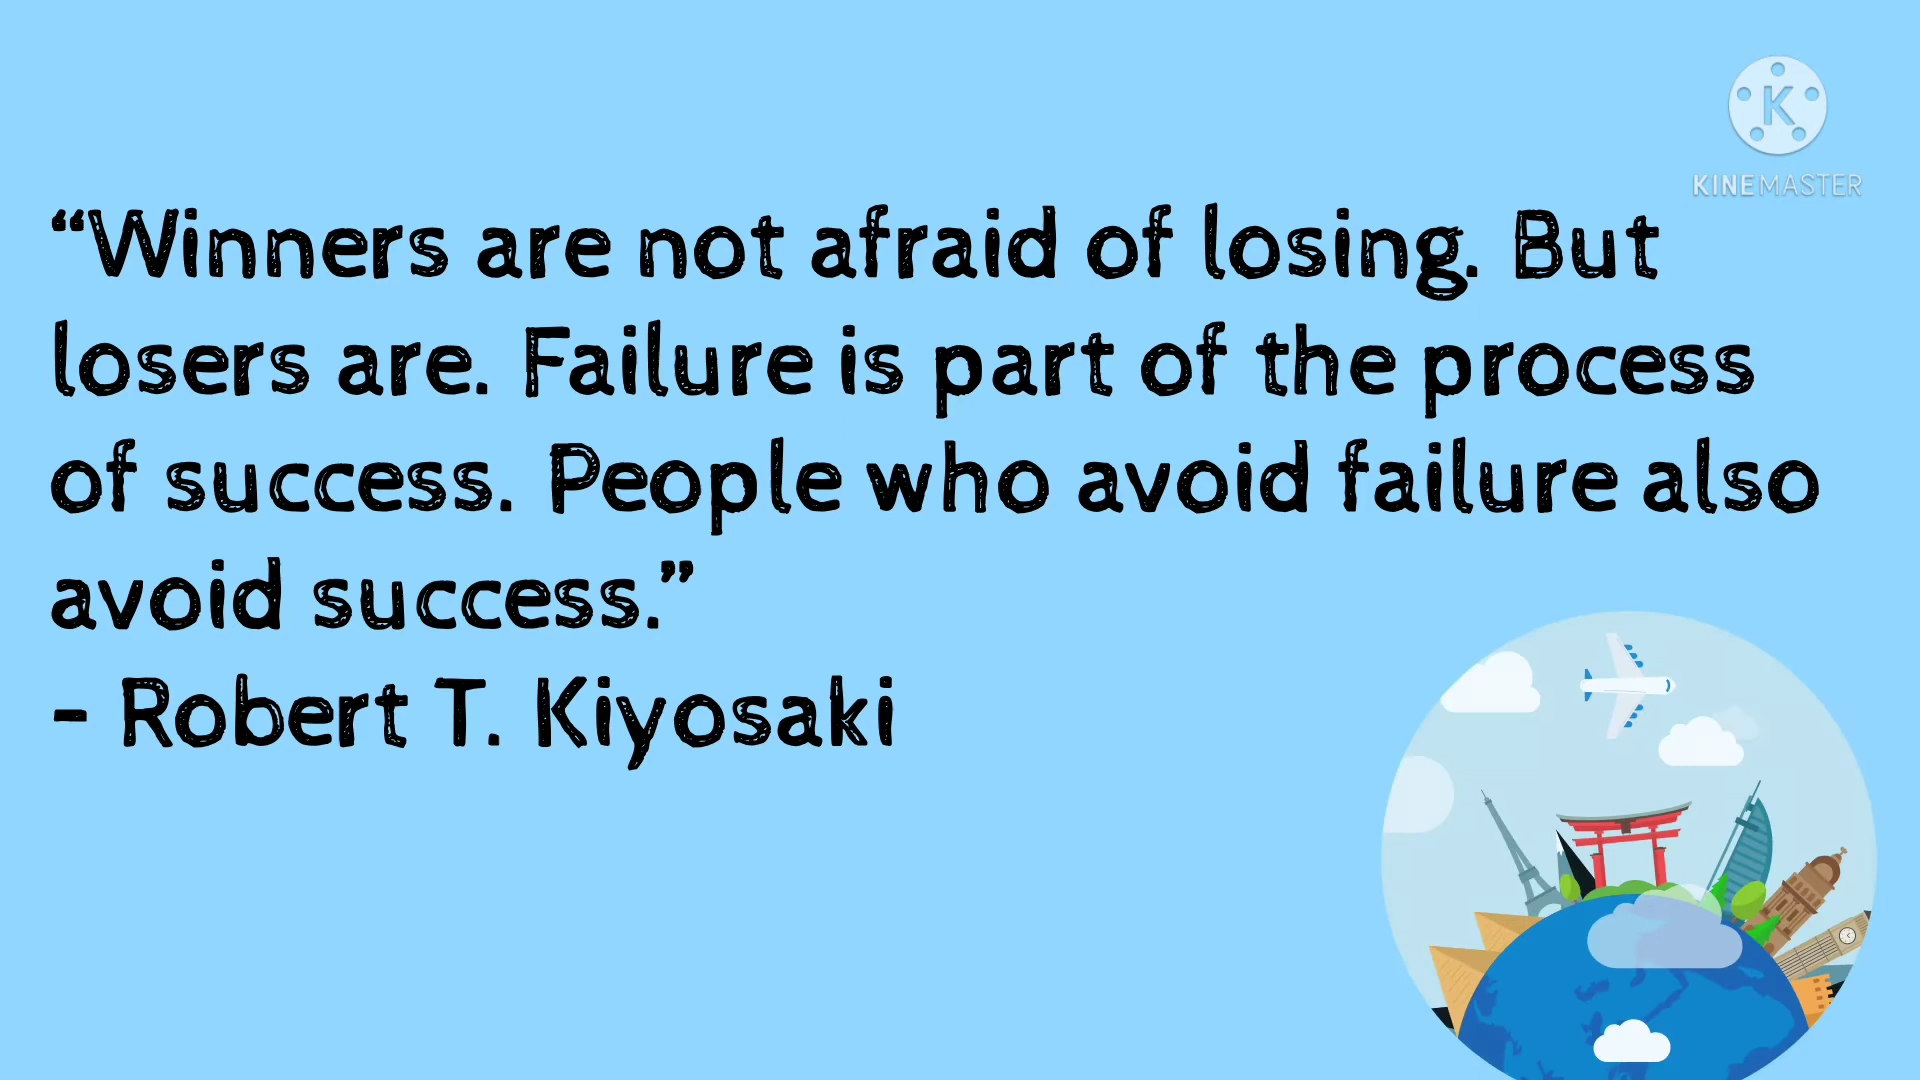 K
KINEMASTER
“Winners are not afraid of losing. But
losers are. Failure is part of the process
of success. People who avoid failure also
avoid success.”
- Robert T. Kiyosaki